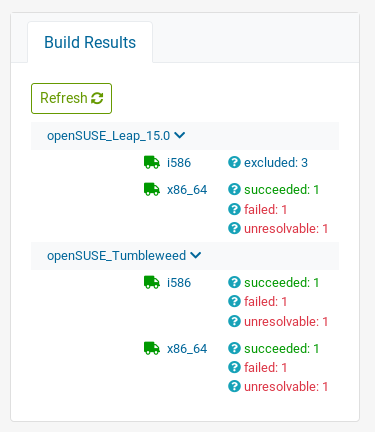 Build Results
Refresh
openSUSE_Leap_15.0
i586 excluded: 3
x86_64 succeeded: 1
failed: 1
unresolvable: 1
openSUSE_Tumbleweed
i586 succeeded: 1
failed: 1
unresolvable: 1
x86_64 succeeded: 1
failed: 1
unresolvable: 1